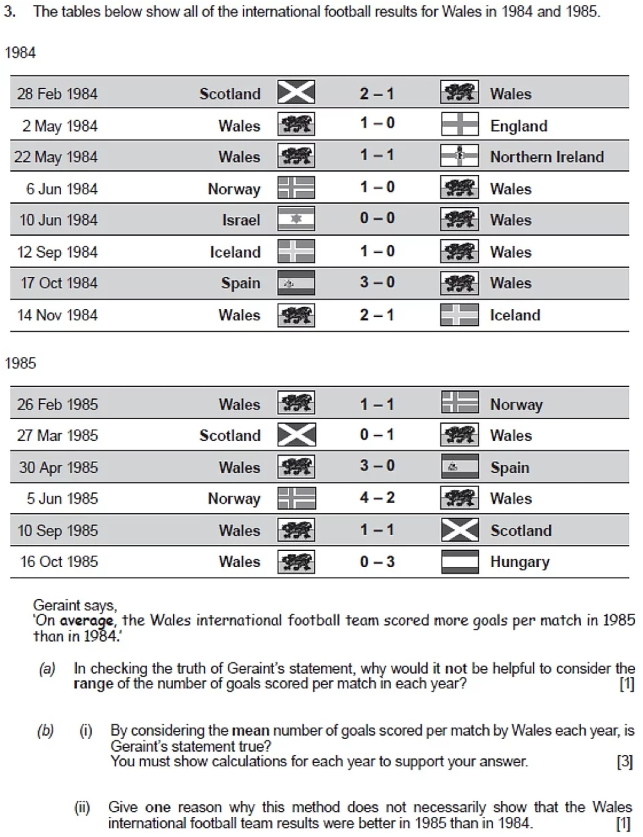 3. The tables below show all of the international football results for Wales in 1984 and 1985.
1984
28 Feb 1984 Scotland 2 – 1 Wales
2 May 1984 Wales 1 – 0 England
22 May 1984 Wales 1 – 1 Northern Ireland
6 Jun 1984 Norway 1 – 0 Wales
10 Jun 1984 Israel 0 – 0 Wales
12 Sep 1984 Iceland 1 – 0 Wales
17 Oct 1984 Spain 3 – 0 Wales
14 Nov 1984 Wales 2 – 1 Iceland
1985
26 Feb 1985 Wales 1 – 1 Norway
27 Mar 1985 Scotland 0 – 1 Wales
30 Apr 1985 Wales 3 – 0 Spain
5 Jun 1985 Norway 4 – 2 Wales
10 Sep 1985 Wales 1 – 1 Scotland
16 Oct 1985 Wales 0 – 3 Hungary
Geraint says,
'On average, the Wales international football team scored more goals per match in 1985
than in 1984.'
(a) In checking the truth of Geraint's statement, why would it not be helpful to consider the
range of the number of goals scored per match in each year? [1]
(b) (i) By considering the mean number of goals scored per match by Wales each year, is
Geraint's statement true?
You must show calculations for each year to support your answer. [3]
(ii) Give one reason why this method does not necessarily show that the Wales
international football team results were better in 1985 than in 1984. [1]